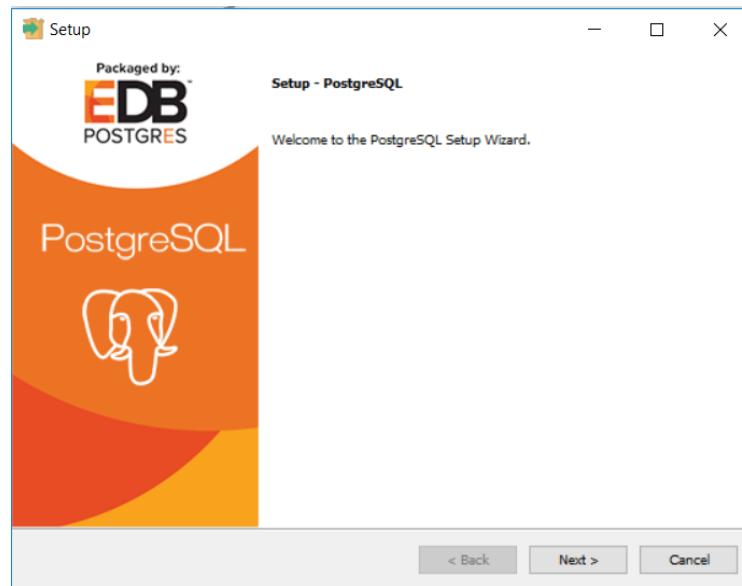 Setup
Packaged by:
EDB
POSTGRES
PostgreSQL
Setup - PostgreSQL
Welcome to the PostgreSQL Setup Wizard.
< Back
Next >
Cancel